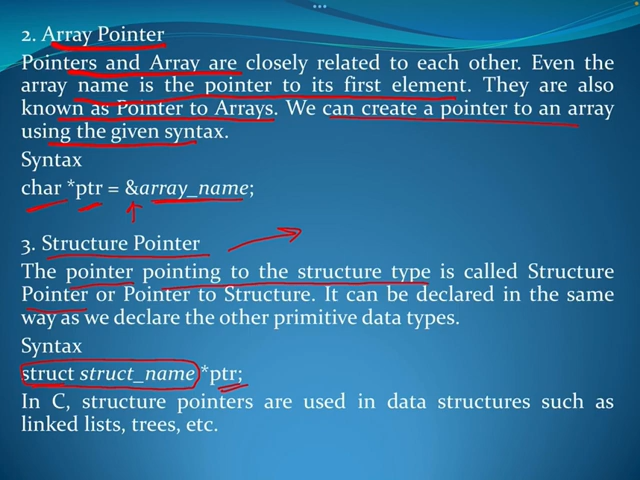 2. Array Pointer
Pointers and Array are closely related to each other. Even the
array name is the pointer to its first element. They are also
known as Pointer to Arrays. We can create a pointer to an array
using the given syntax.
Syntax
char *ptr = &array_name;
3. Structure Pointer
The pointer pointing to the structure type is called Structure
Pointer or Pointer to Structure. It can be declared in the same
way as we declare the other primitive data types.
Syntax
struct struct_name *ptr;
In C, structure pointers are used in data structures such as
linked lists, trees, etc.